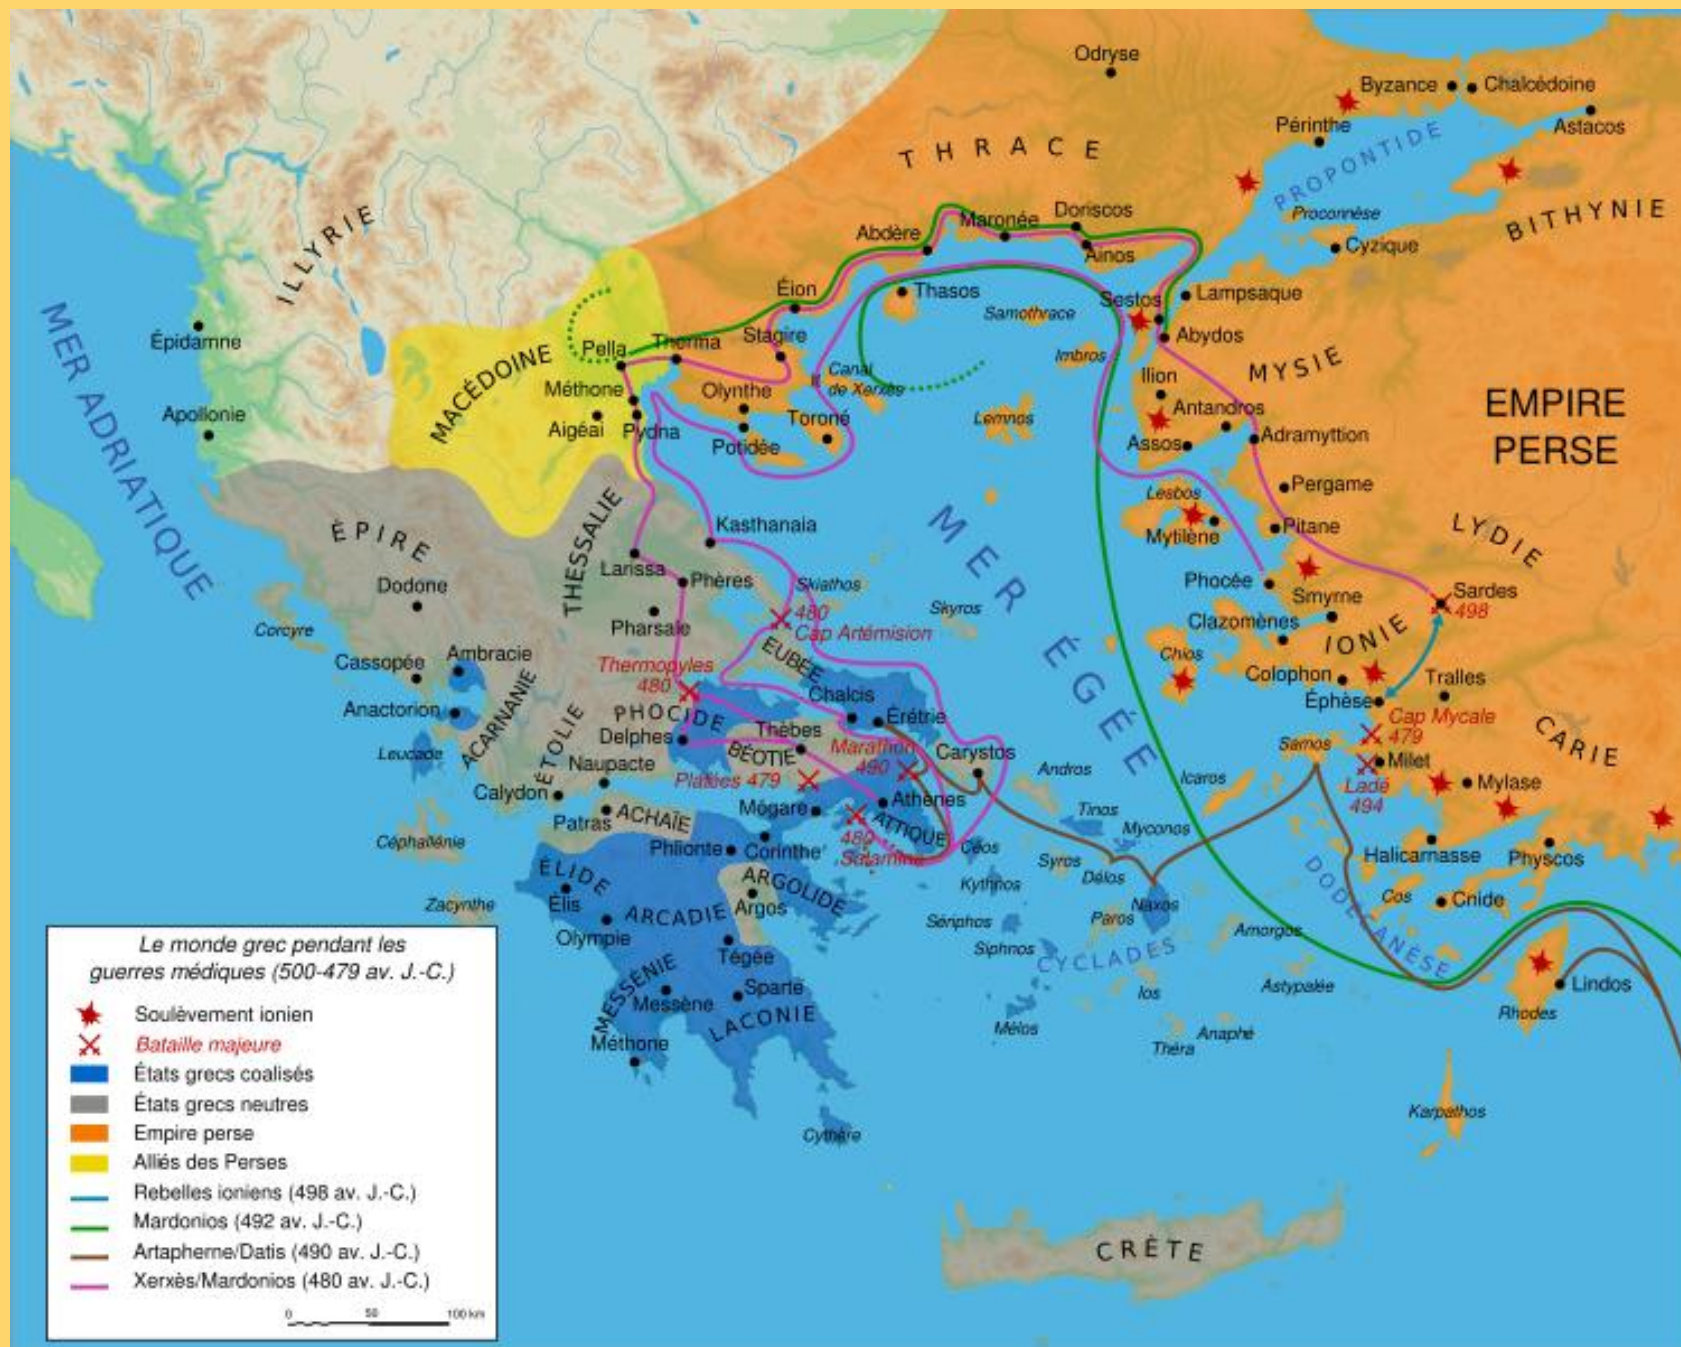 Odryse
Byzance
Chalcédoine
Périnthe
Astacos
THRACE
PROPONTIDE
Proconnèse
BITHYNIE
Cyzique
Doriscos
Maronée
Abdère
Ainos
ILLYRIE
Éion
Thasos
Samothrace
Sestos
Lampsaque
Abydos
MER ADRIATIQUE
Épidamne
Apollonie
MACÉDOINE
Pella
Therma
Stagire
Canal
de Xerxès
Imbros
MYSIE
Ilion
Méthone
Olynthe
Toroné
Aigéai
Pydna
Potidée
Lemnos
Antandros
Assos
Adramyttion
EMPIRE
PERSE
Pergame
Lesbos
Mytilène
Pitane
LYDIE
ÉPIRE
THESSALIE
Kasthanaia
MER ÉGÉE
Dodone
Larissa
Phères
Skiathos
Skyros
Phocée
Smyrne
Sardes
498
Clazomènes
IONIE
Corcyre
Pharsale
480
Cap Artémision
EUBÉE
Cassopée
Ambracie
Thermopyles
480
Chios
Colophon
Tralles
Éphèse
Anactorion
ACARNANIE
Leucade
ÉTOLIE
PHOCIDE
Chalcis
Érétrie
Delphes
Thèbes
BÉOTIE
Marathon
490
Carystos
Cap Mycale
479
Samos
Milet
CARIE
Naupacte
Calydon
Platées 479
Andros
Icaros
Ladé
494
Mylase
Patras
ACHAÏE
Mégare
Athènes
ATTIQUE
480
Salamine
Tinos
Myconos
Céphallénie
Phlionte
Corinthe
Céos
Syros
Délos
Halicarnasse
Physcos
ÉLIDE
Élis
ARGOLIDE
Argos
Kythnos
Naxos
Paros
DODÉCANÈSE
Cos
Cnide
Zacynthe
ARCADIE
Olympie
Sériphos
Siphnos
CYCLADES
Amorgos
Tégée
MESSÉNIE
Messène
Sparte
LACONIE
Ios
Astypalée
Lindos
Rhodes
Méthone
Mélos
Anaphé
Théra
Cythère
Karpathos
CRÈTE
Le monde grec pendant les
guerres médiques (500-479 av. J.-C.)
Soulèvement ionien
Bataille majeure
États grecs coalisés
États grecs neutres
Empire perse
Alliés des Perses
Rebelles ioniens (498 av. J.-C.)
Mardonios (492 av. J.-C.)
Artapherne/Datis (490 av. J.-C.)
Xerxès/Mardonios (480 av. J.-C.)
0 50 100 km